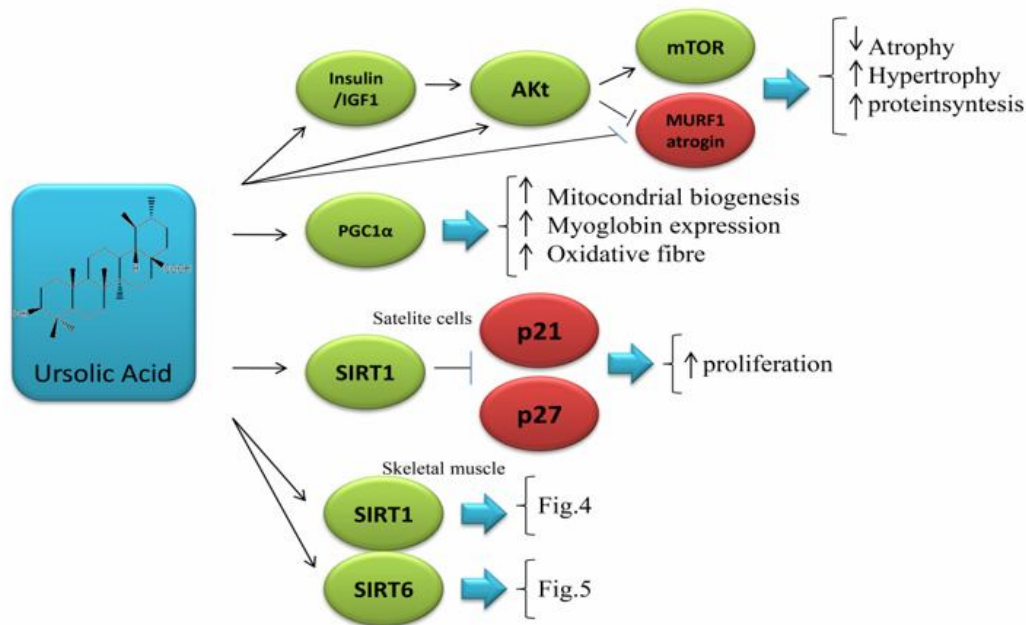 Insulin
/IGF1
AKt
mTOR
MURF1
atrogin
↓ Atrophy
↑ Hypertrophy
↑ proteinsyntesis
PGC1α
↑ Mitocondrial biogenesis
↑ Myoglobin expression
↑ Oxidative fibre
Ursolic Acid
Satelite cells
SIRT1
p21
p27
↑ proliferation
Skeletal muscle
SIRT1
Fig.4
SIRT6
Fig.5